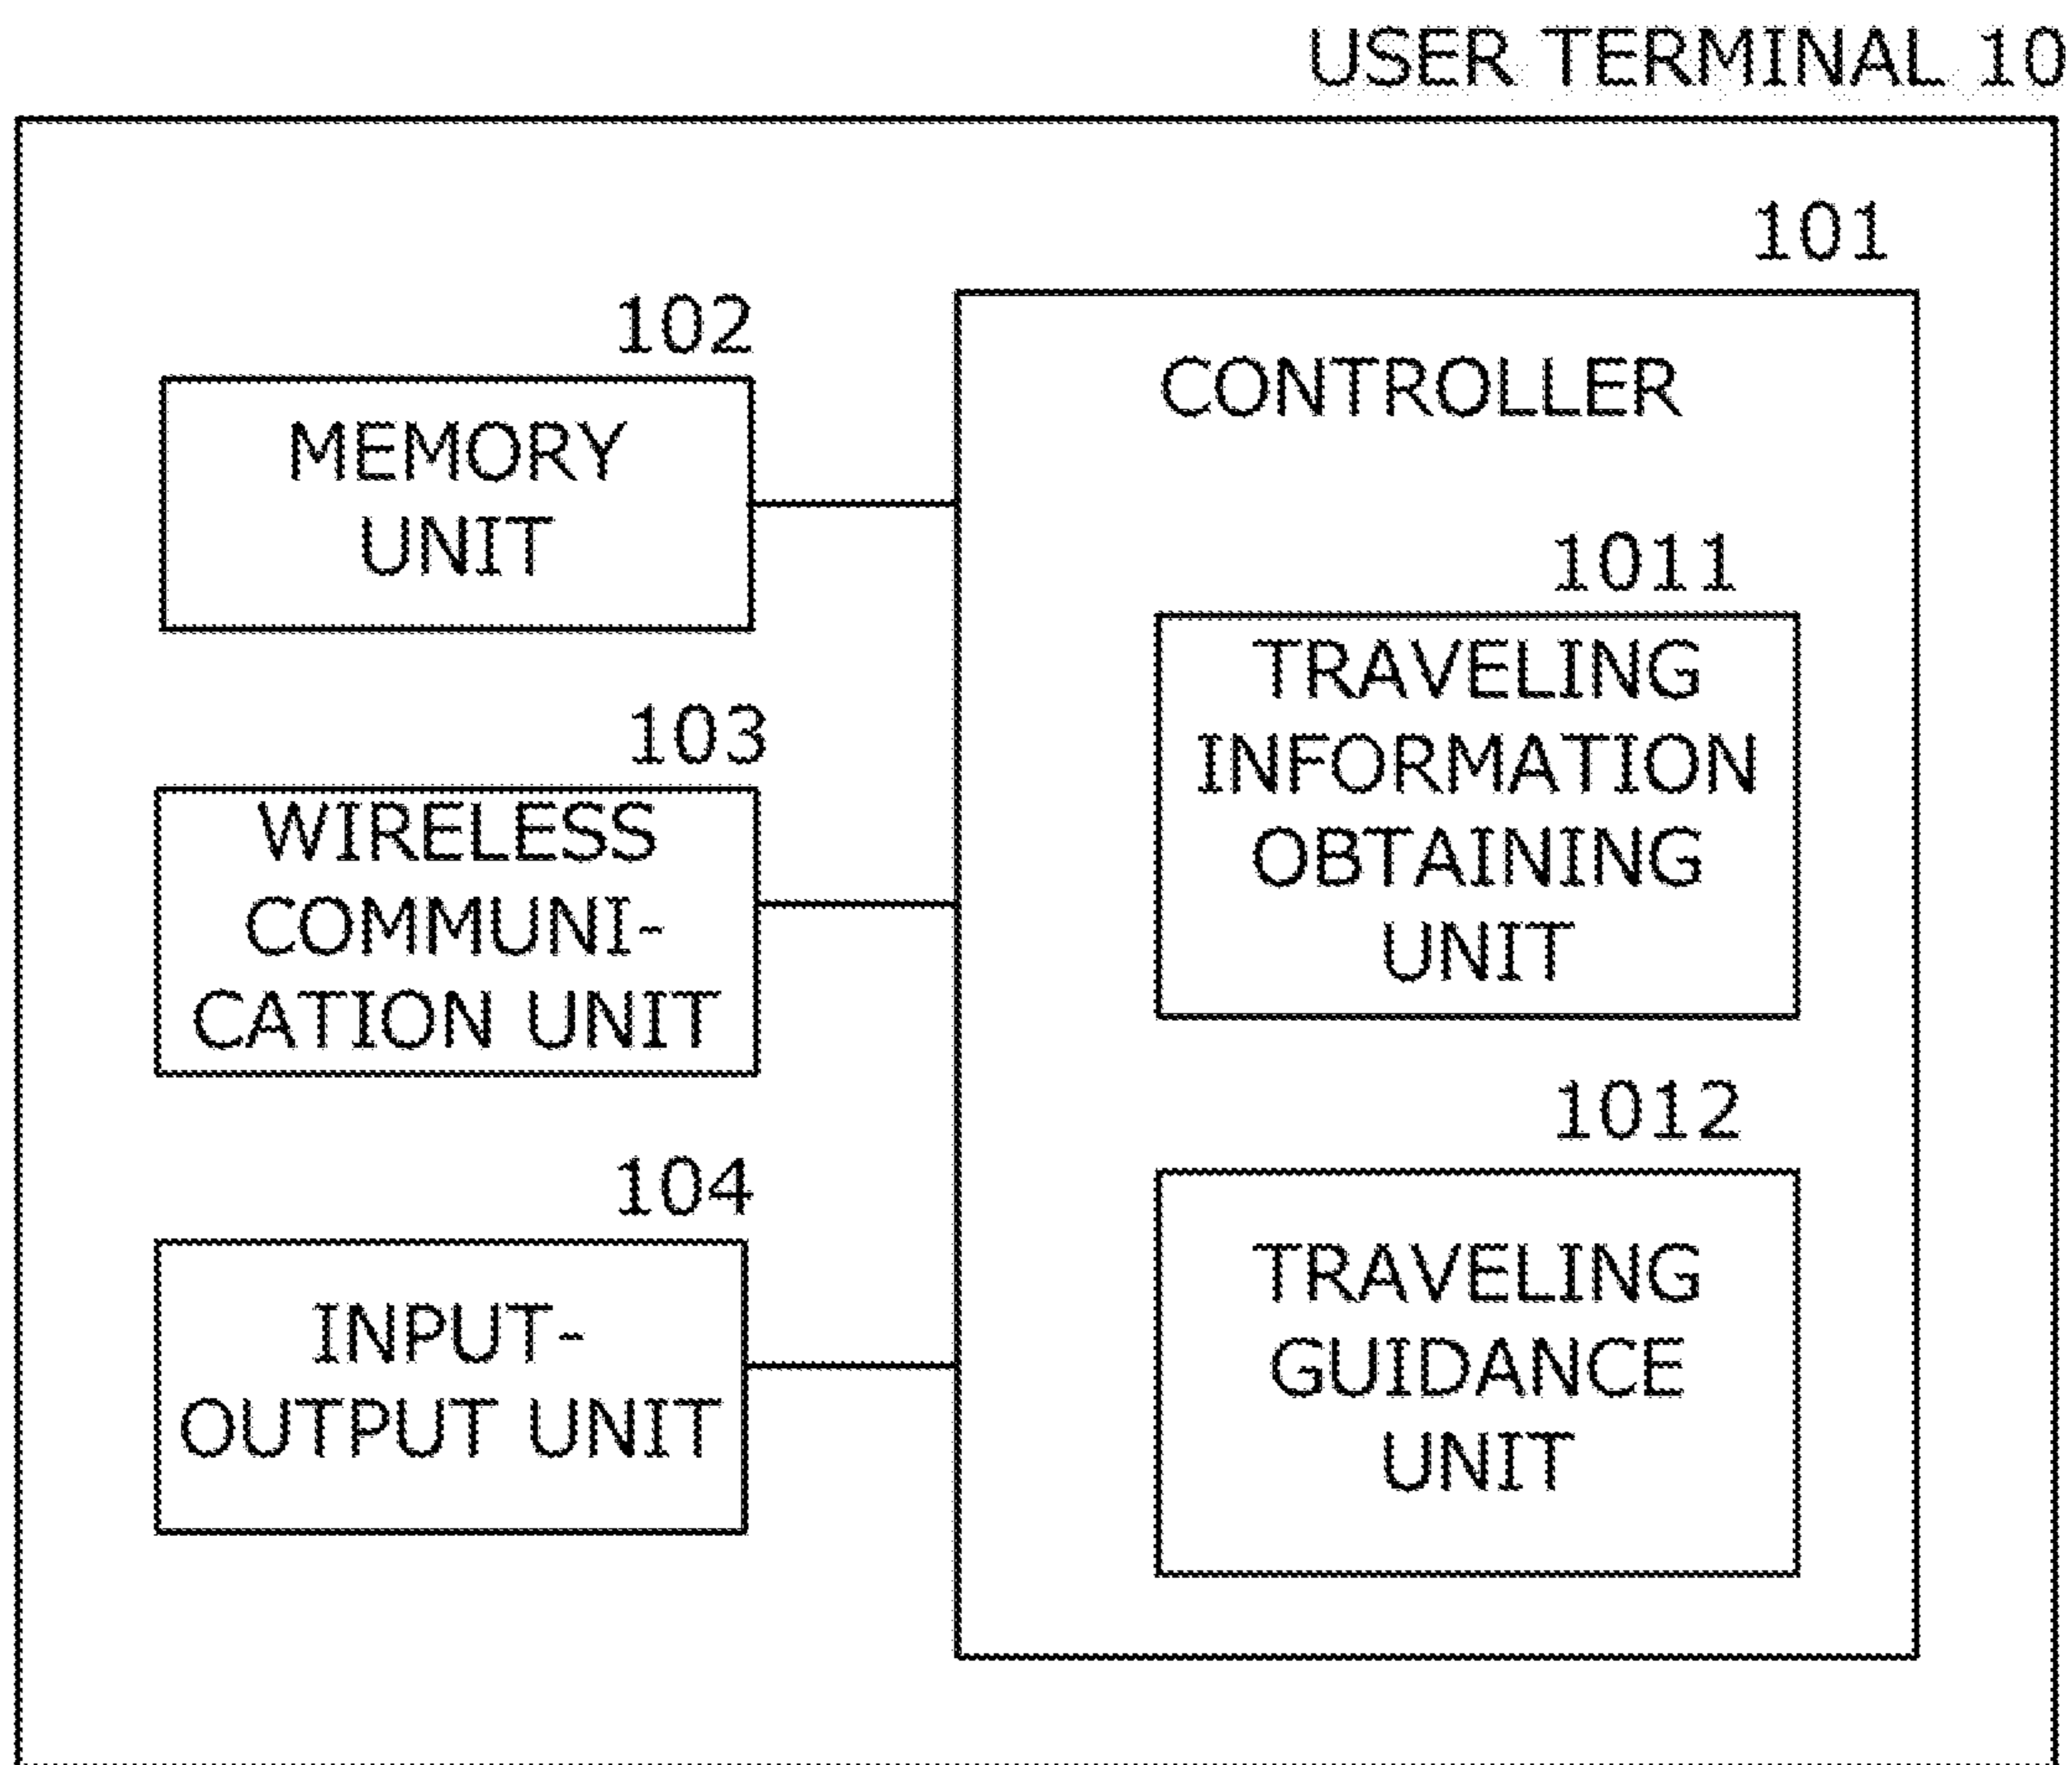 USER TERMINAL 10
101
CONTROLLER
102
MEMORY
UNIT
103
WIRELESS
COMMUNI-
CATION UNIT
104
INPUT-
OUTPUT UNIT
1011
TRAVELING
INFORMATION
OBTAINING
UNIT
1012
TRAVELING
GUIDANCE
UNIT